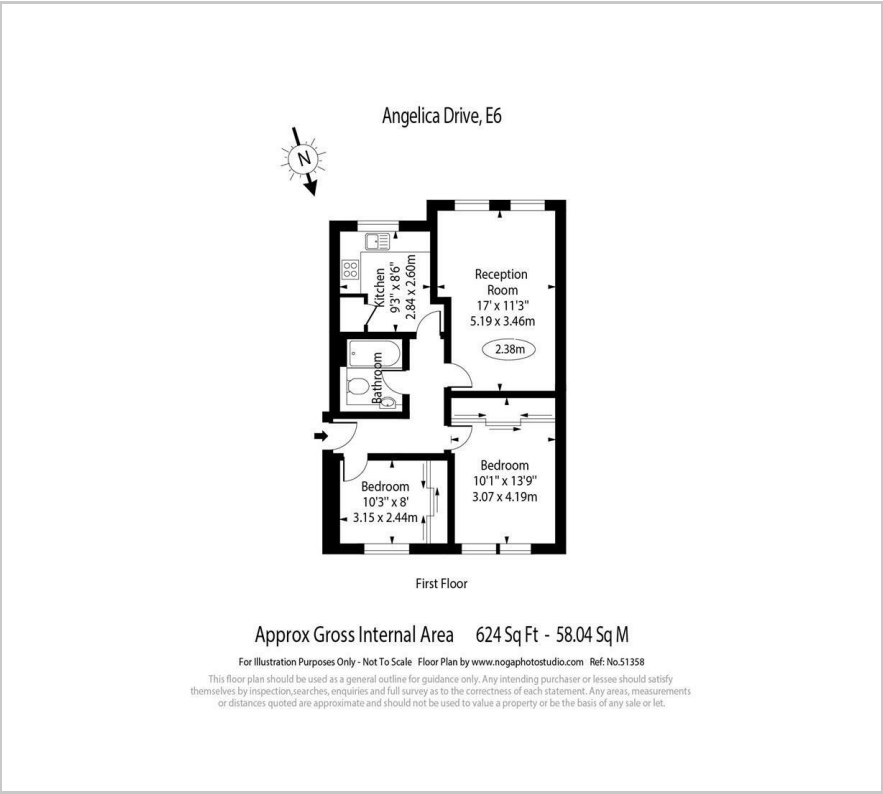 Angelica Drive, E6
N
Kitchen
9'3" x 8'6"
2.84 x 2.60m
Reception
Room
17' x 11'3"
5.19 x 3.46m
2.38m
Bathroom
Bedroom
10'1" x 13'9"
3.07 x 4.19m
Bedroom
10'3" x 8'
3.15 x 2.44m
First Floor
Approx Gross Internal Area 624 Sq Ft - 58.04 Sq M
For Illustration Purposes Only - Not To Scale Floor Plan by www.nogaphotostudio.com Ref: No.51358
This floor plan should be used as a general outline for guidance only. Any intending purchaser or lessee should satisfy
themselves by inspection,searches, enquiries and full survey as to the correctness of each statement. Any areas, measurements
or distances quoted are approximate and should not be used to value a property or be the basis of any sale or let.